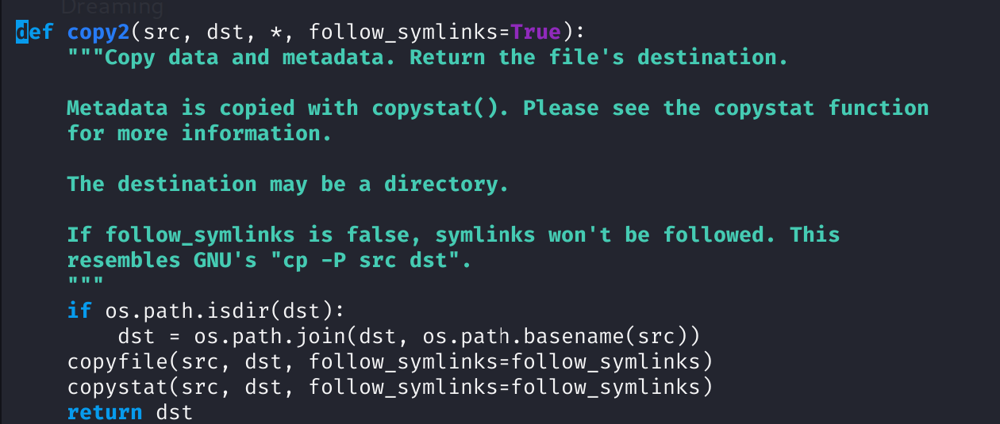 Dreaming
def copy2(src, dst, *, follow_symlinks=True):
    """Copy data and metadata. Return the file's destination.

    Metadata is copied with copystat(). Please see the copystat function
    for more information.

    The destination may be a directory.

    If follow_symlinks is false, symlinks won't be followed. This
    resembles GNU's "cp -P src dst".
    """
    if os.path.isdir(dst):
        dst = os.path.join(dst, os.path.basename(src))
    copyfile(src, dst, follow_symlinks=follow_symlinks)
    copystat(src, dst, follow_symlinks=follow_symlinks)
    return dst